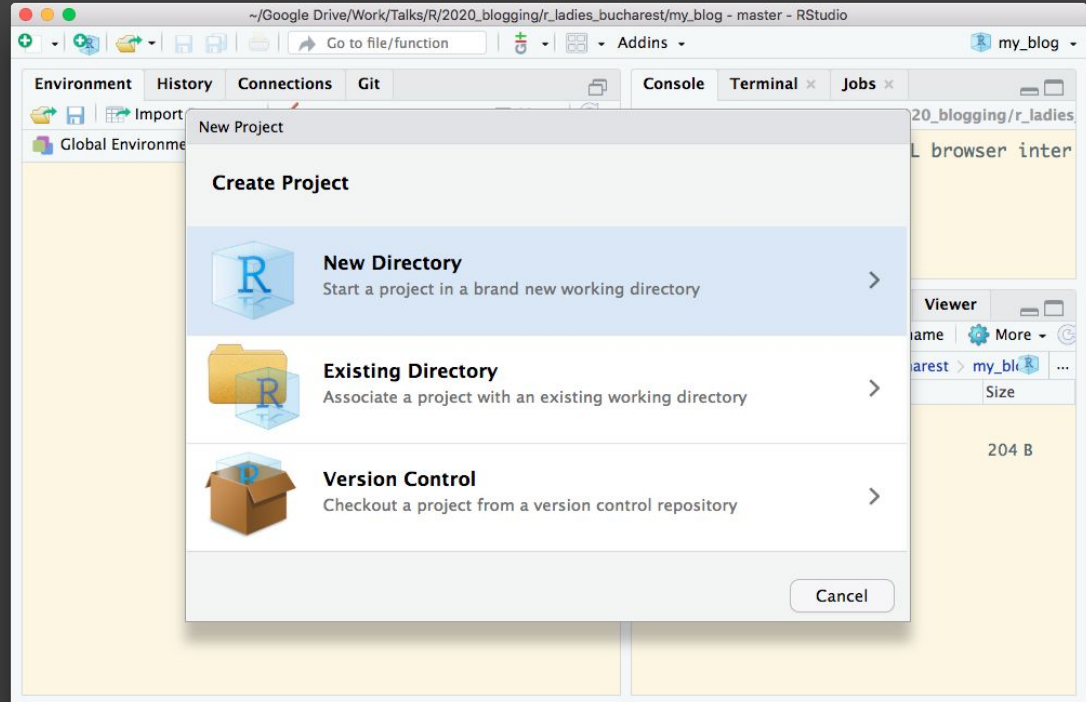 ~/Google Drive/Work/Talks/R/2020_blogging/r_ladies_bucharest/my_blog - master - RStudio
Go to file/function
Addins
my_blog
Environment History Connections Git
Console Terminal Jobs
Import
20_blogging/r_ladies
Global Environme
L browser inter
New Project
Create Project
New Directory
Start a project in a brand new working directory
Existing Directory
Associate a project with an existing working directory
Version Control
Checkout a project from a version control repository
Cancel
Viewer
ame More
arest > my_blo ...
Size
204 B